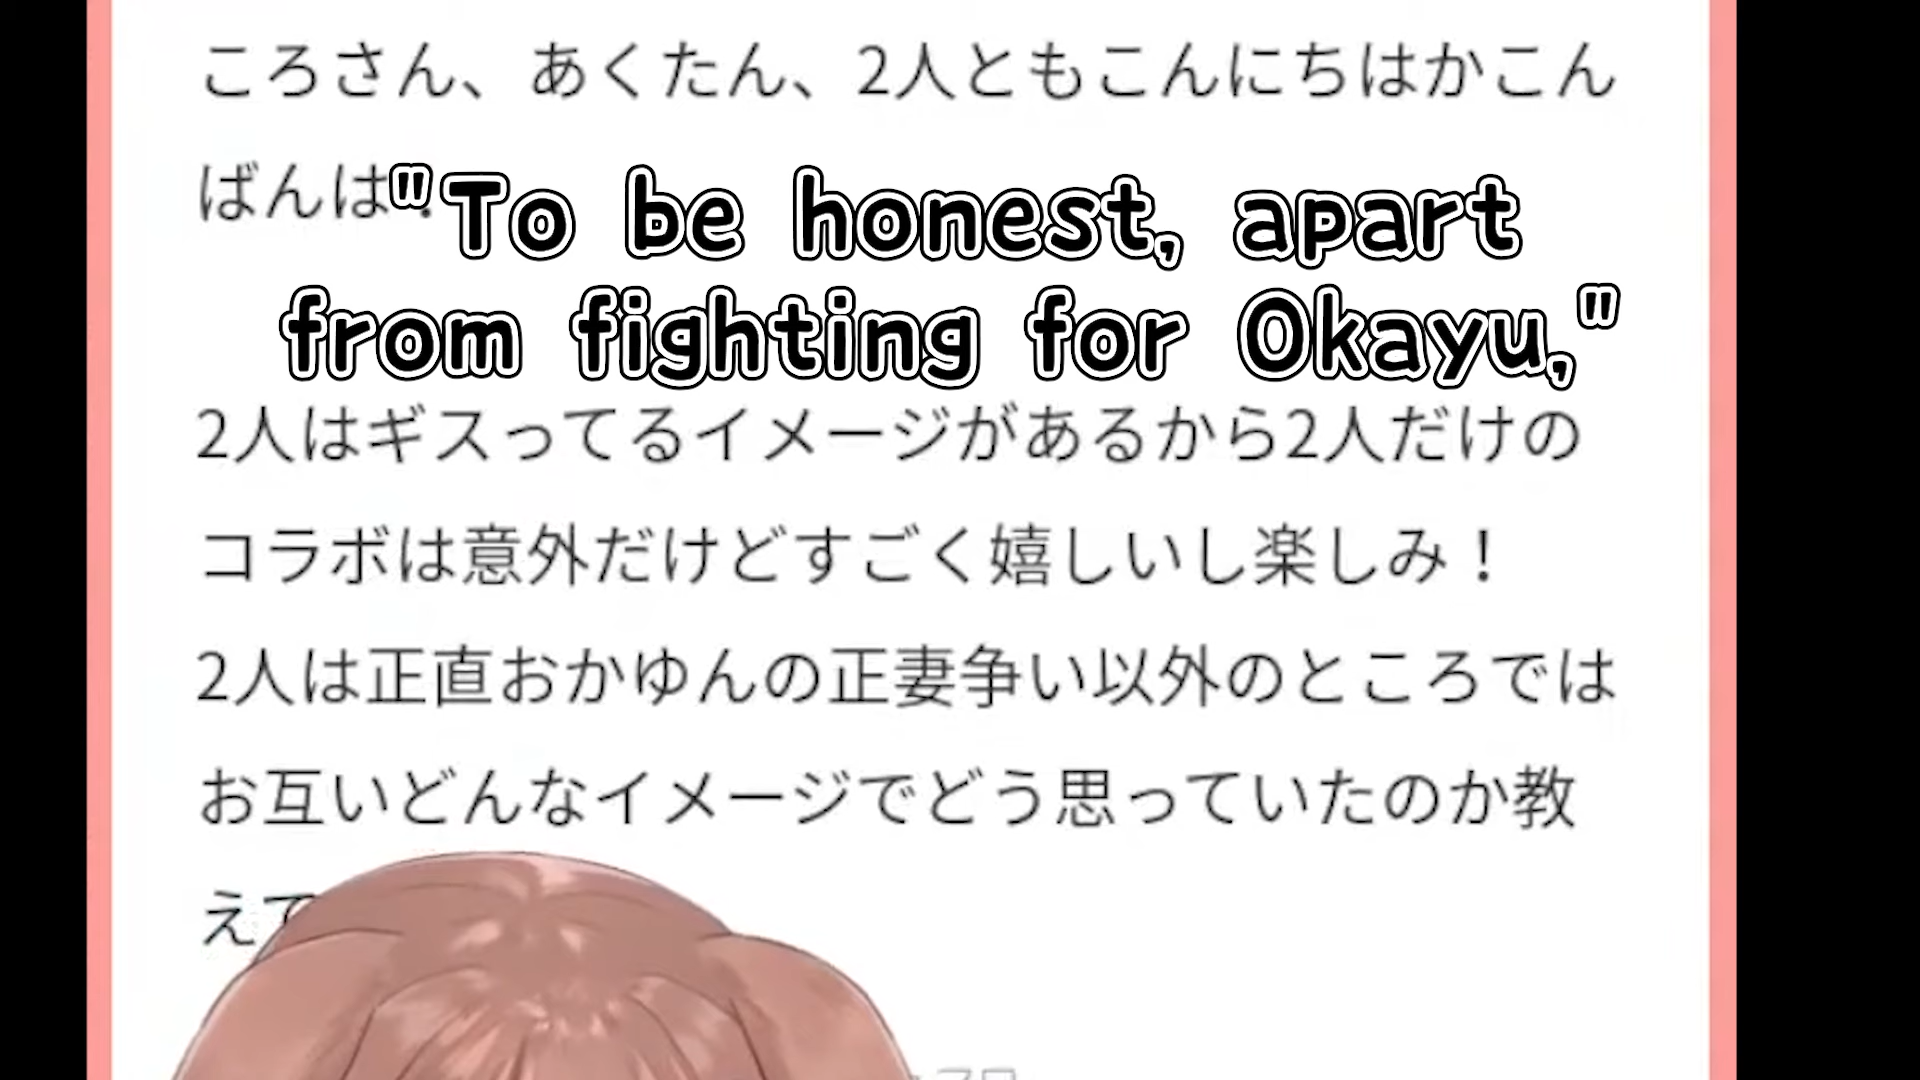 ころさん、あくたん、2人ともこんにちはかこん
ばんは
"To be honest, apart
from fighting for Okayu,"
2人はギスってるイメージがあるから2人だけの
コラボは意外だけどすごく嬉しいし楽しみ！
2人は正直おかゆんの正妻争い以外のところでは
お互いどんなイメージでどう思っていたのか教
えて